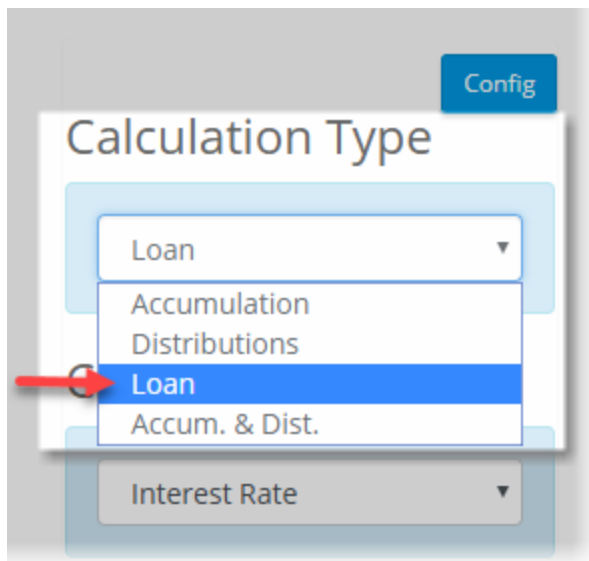 Config
Calculation Type
Loan
Accumulation
Distributions
Loan
Accum. & Dist.
Interest Rate